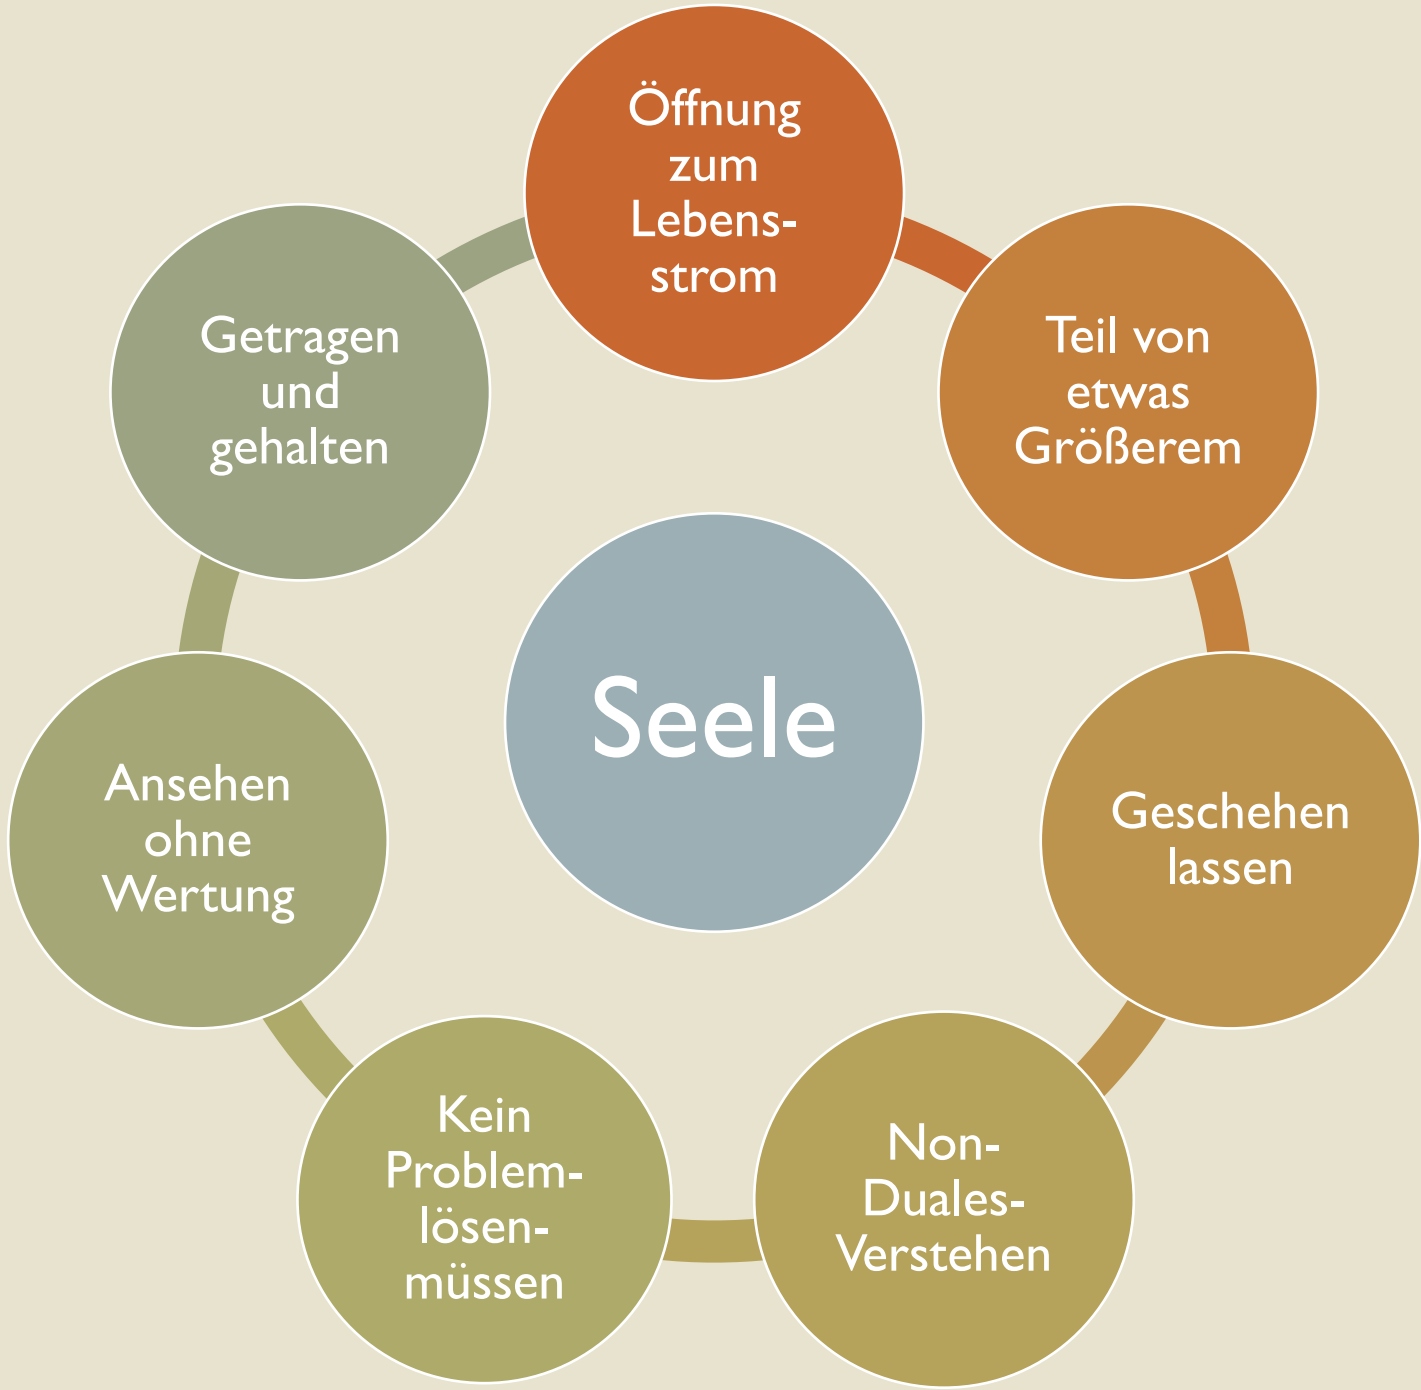 Öffnung
zum
Lebens-
strom
Teil von
etwas
Größerem
Geschehen
lassen
Non-
Duales-
Verstehen
Kein
Problem-
lösen-
müssen
Ansehen
ohne
Wertung
Getragen
und
gehalten
Seele